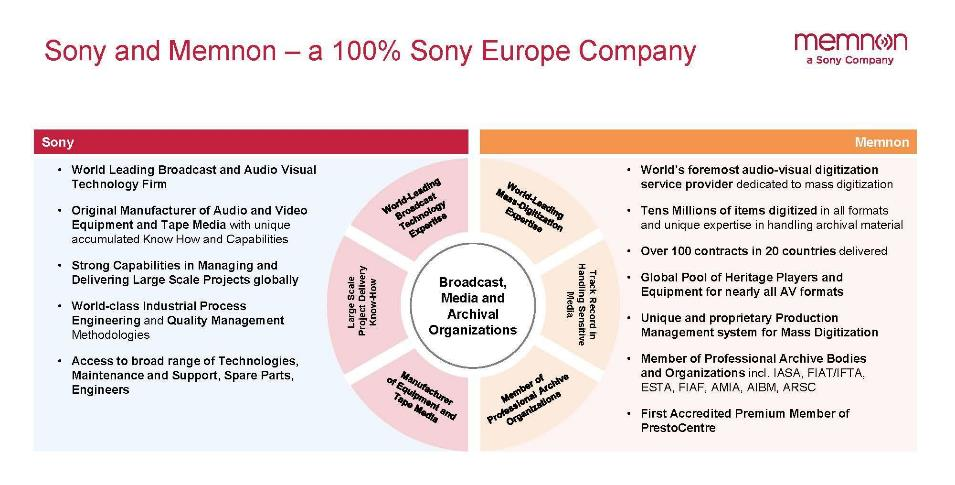 Sony and Memnon – a 100% Sony Europe Company
memnon
a Sony Company
Sony
• World Leading Broadcast and Audio Visual
Technology Firm
• Original Manufacturer of Audio and Video
Equipment and Tape Media with unique
accumulated Know How and Capabilities
• Strong Capabilities in Managing and
Delivering Large Scale Projects globally
• World-class Industrial Process
Engineering and Quality Management
Methodologies
• Access to broad range of Technologies,
Maintenance and Support, Spare Parts,
Engineers
World-Leading
Broadcast
Technology
Expertise
Large Scale
Project Delivery
Know-How
Manufacturer
of Equipment and
Tape Media
Broadcast,
Media and
Archival
Organizations
World-Leading
Mass-Digitization
Expertise
Track Record in
Handling Sensitive
Media
Member of
Professional Archive
Organizations
Memnon
• World's foremost audio-visual digitization
service provider dedicated to mass digitization
• Tens Millions of items digitized in all formats
and unique expertise in handling archival material
• Over 100 contracts in 20 countries delivered
• Global Pool of Heritage Players and
Equipment for nearly all AV formats
• Unique and proprietary Production
Management system for Mass Digitization
• Member of Professional Archive Bodies
and Organizations incl. IASA, FIAT/IFTA,
ESTA, FIAF, AMIA, AIBM, ARSC
• First Accredited Premium Member of
PrestoCentre